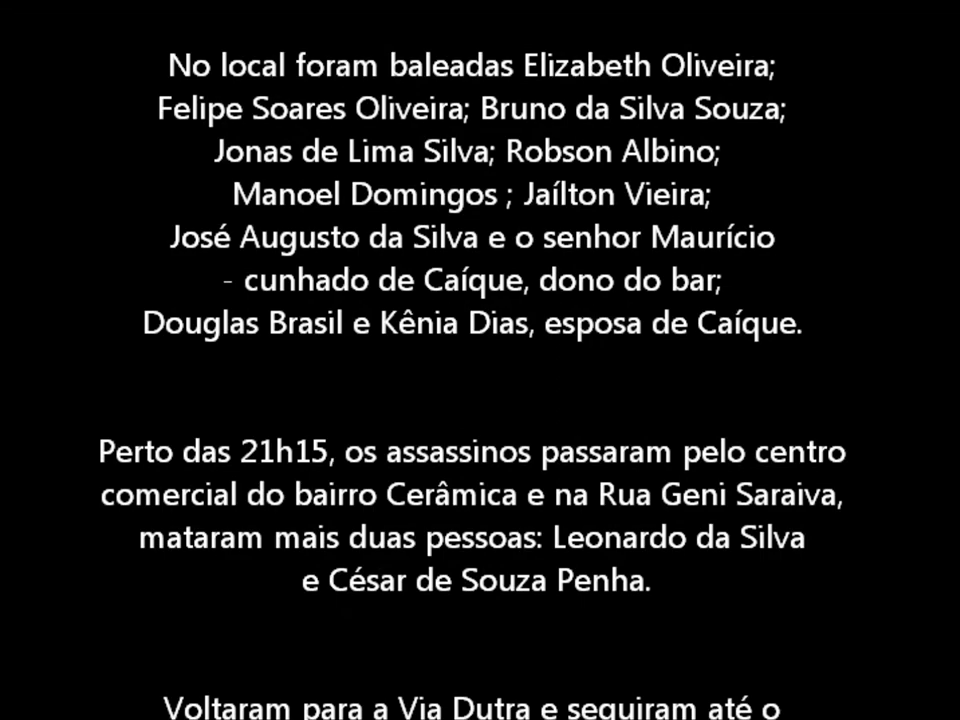 No local foram baleadas Elizabeth Oliveira;
Felipe Soares Oliveira; Bruno da Silva Souza;
Jonas de Lima Silva; Robson Albino;
Manoel Domingos ; Jaílton Vieira;
José Augusto da Silva e o senhor Maurício
- cunhado de Caíque, dono do bar;
Douglas Brasil e Kênia Dias, esposa de Caíque.
Perto das 21h15, os assassinos passaram pelo centro
comercial do bairro Cerâmica e na Rua Geni Saraiva,
mataram mais duas pessoas: Leonardo da Silva
e César de Souza Penha.
Voltaram para a Via Dutra e seguiram até o